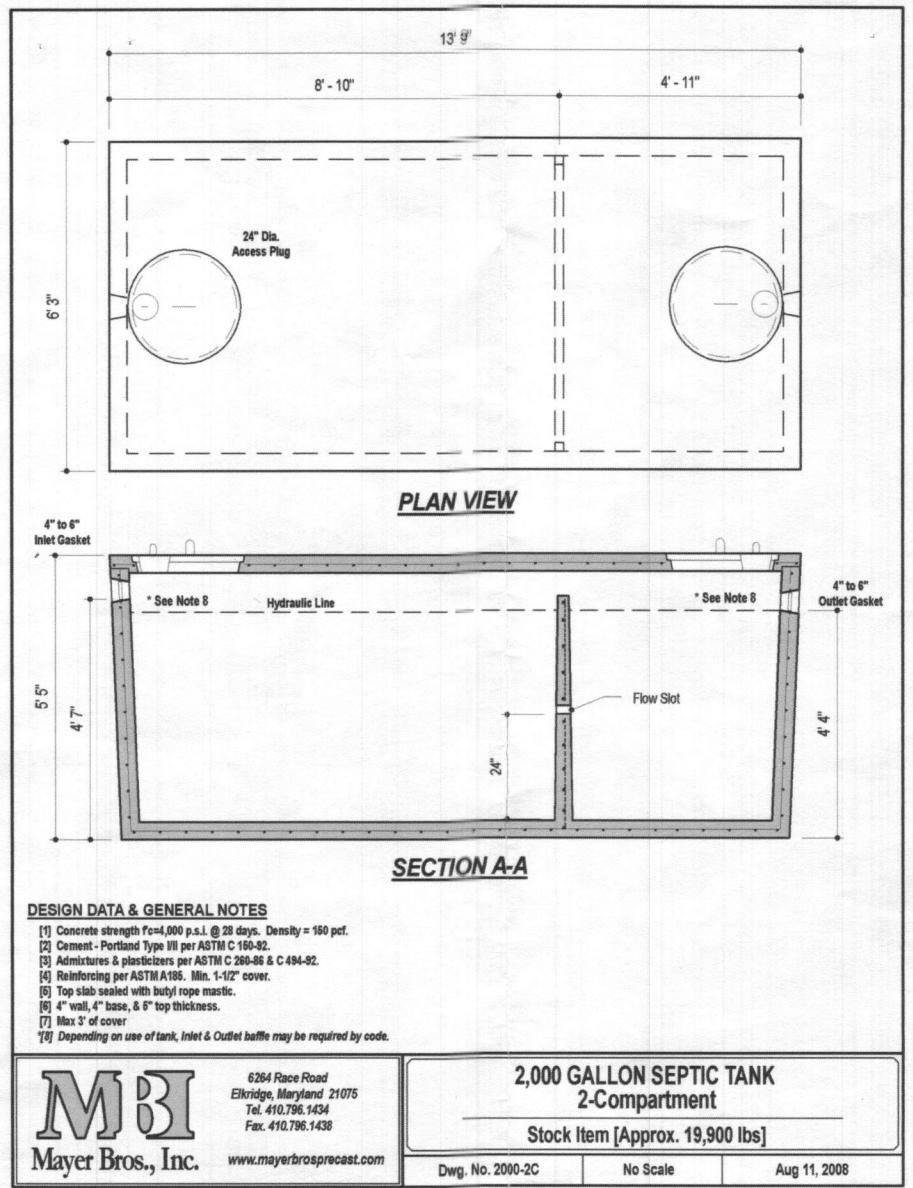 13' 9"
8' - 10"
4' - 11"
24" Dia.
Access Plug
6' 3"
PLAN VIEW
4" to 6"
Inlet Gasket
* See Note 8
Hydraulic Line
* See Note 8
4" to 6"
Outlet Gasket
5' 5"
4' 7"
Flow Slot
24"
4' 4"
SECTION A-A
DESIGN DATA & GENERAL NOTES
[1] Concrete strength f'c=4,000 p.s.i. @ 28 days. Density = 150 pcf.
[2] Cement - Portland Type I/II per ASTM C 150-92.
[3] Admixtures & plasticizers per ASTM C 260-86 & C 494-92.
[4] Reinforcing per ASTM A185. Min. 1-1/2" cover.
[5] Top slab sealed with butyl rope mastic.
[6] 4" wall, 4" base, & 5" top thickness.
[7] Max 3' of cover
*[8] Depending on use of tank, Inlet & Outlet baffle may be required by code.
MBI
Mayer Bros., Inc.
6264 Race Road
Elkridge, Maryland 21075
Tel. 410.796.1434
Fax. 410.796.1438
www.mayerbrosprecast.com
2,000 GALLON SEPTIC TANK
2-Compartment
Stock Item [Approx. 19,900 lbs]
Dwg. No. 2000-2C
No Scale
Aug 11, 2008